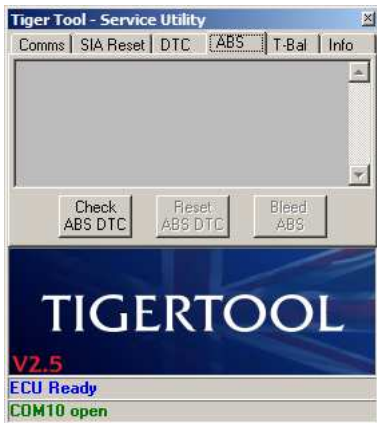 Tiger Tool - Service Utility
Comms SIA Reset DTC ABS T-Bal Info
Check Reset Bleed
ABS DTC ABS DTC ABS
TIGERTOOL
V2.5
ECU Ready
COM10 open